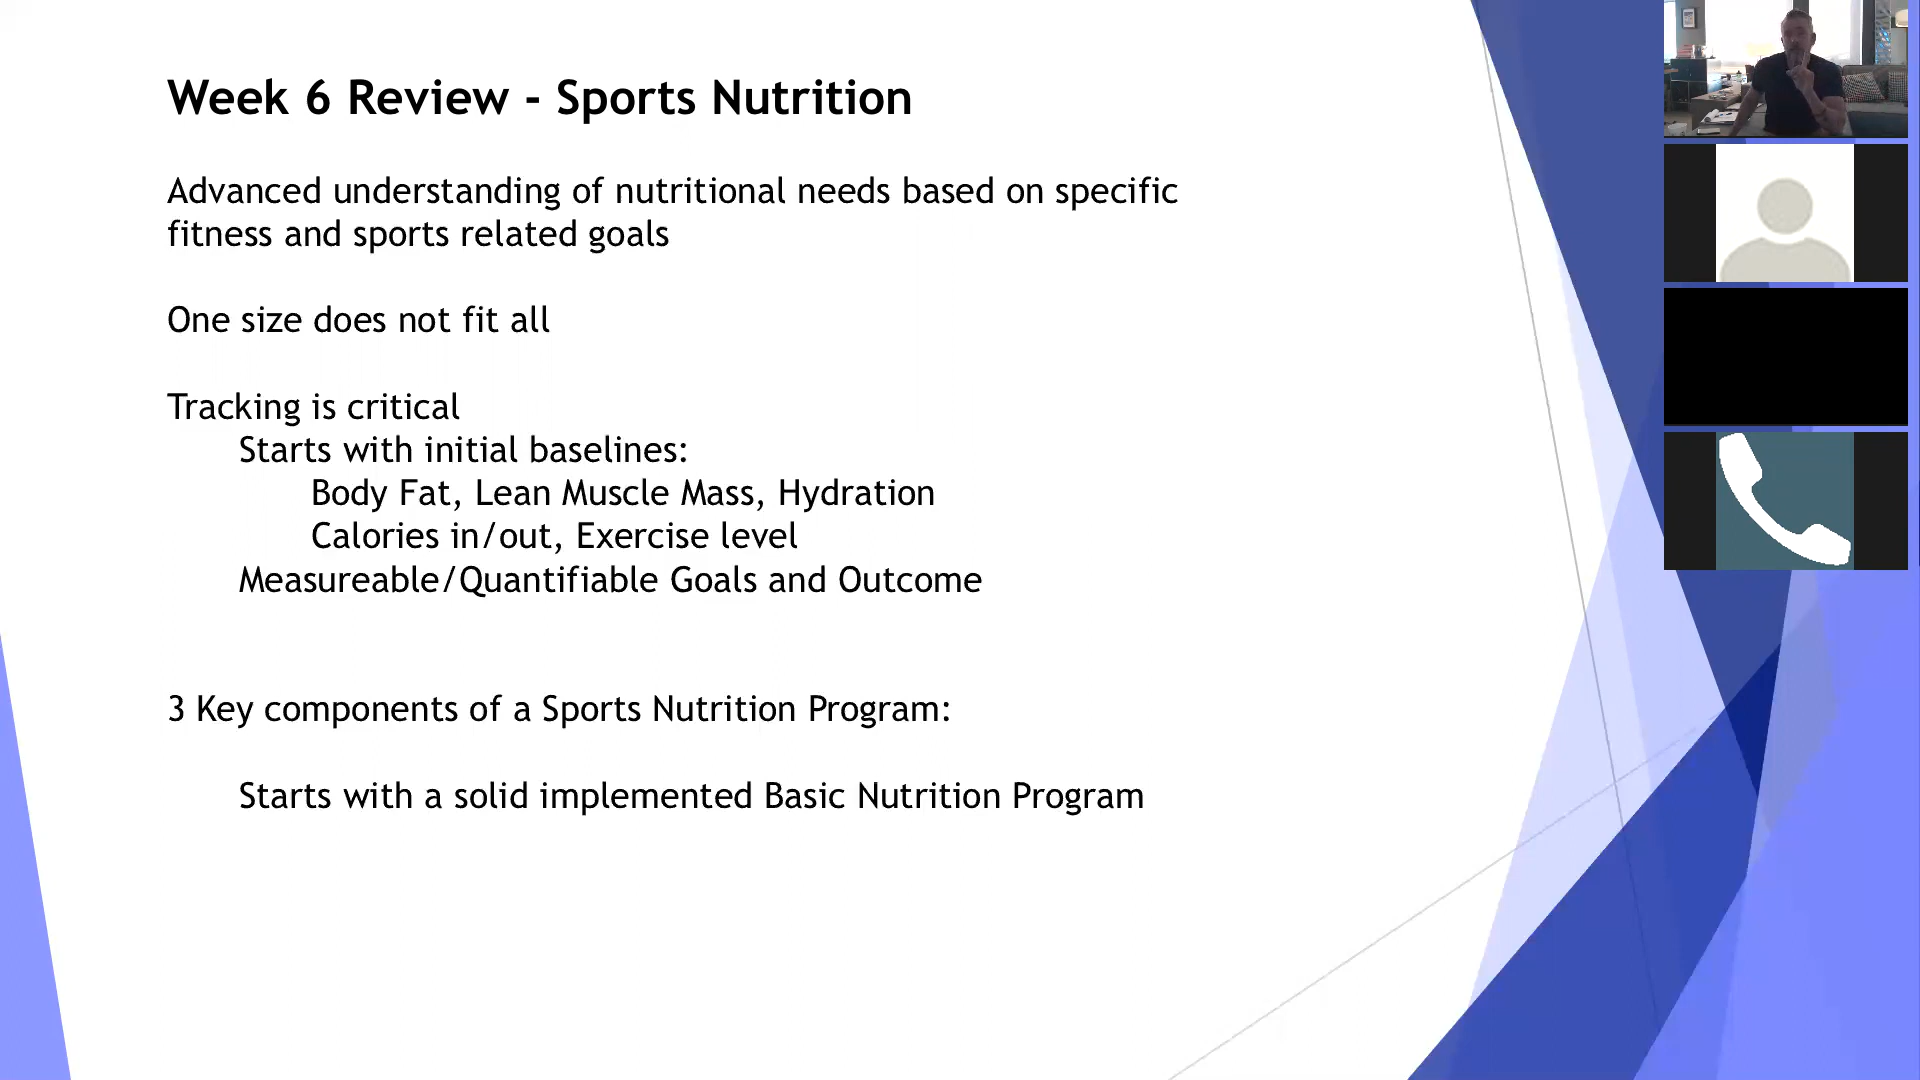 Week 6 Review - Sports Nutrition
Advanced understanding of nutritional needs based on specific
fitness and sports related goals
One size does not fit all
Tracking is critical
Starts with initial baselines:
Body Fat, Lean Muscle Mass, Hydration
Calories in/out, Exercise level
Measureable/Quantifiable Goals and Outcome
3 Key components of a Sports Nutrition Program:
Starts with a solid implemented Basic Nutrition Program